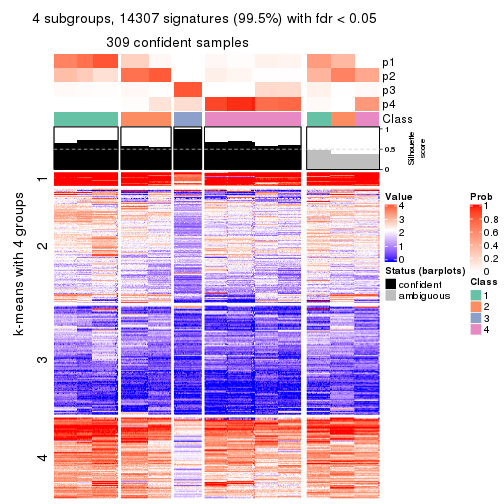 4 subgroups, 14307 signatures (99.5%) with fdr < 0.05
309 confident samples
p1
p2
p3
p4
Class
1
0.5
0
Silhouette
score
k-means with 4 groups
1
2
3
4
Value
4
3
2
1
0
Status (barplots)
confident
ambiguous
Prob
1
0.8
0.6
0.4
0.2
0
Class
1
2
3
4